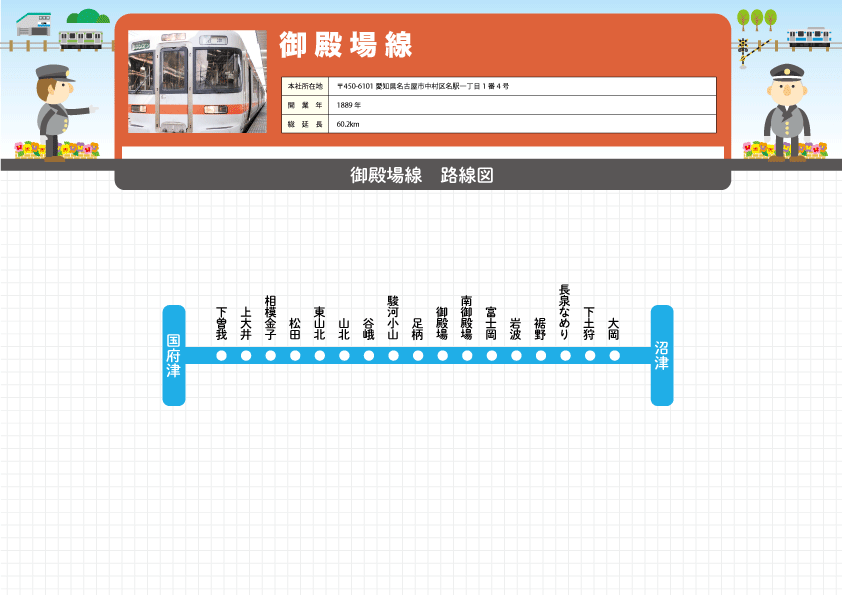 御殿場線
本社所在地 〒450-6101 愛知県名古屋市中村区名駅一丁目1番4号
開業年 1889年
総延長 60.2km
御殿場線 路線図
国府津
下曽我
上大井
相模金子
松田
東山北
山北
谷峨
駿河小山
足柄
御殿場
南御殿場
富士岡
岩波
裾野
長泉なめり
下土狩
大岡
沼津